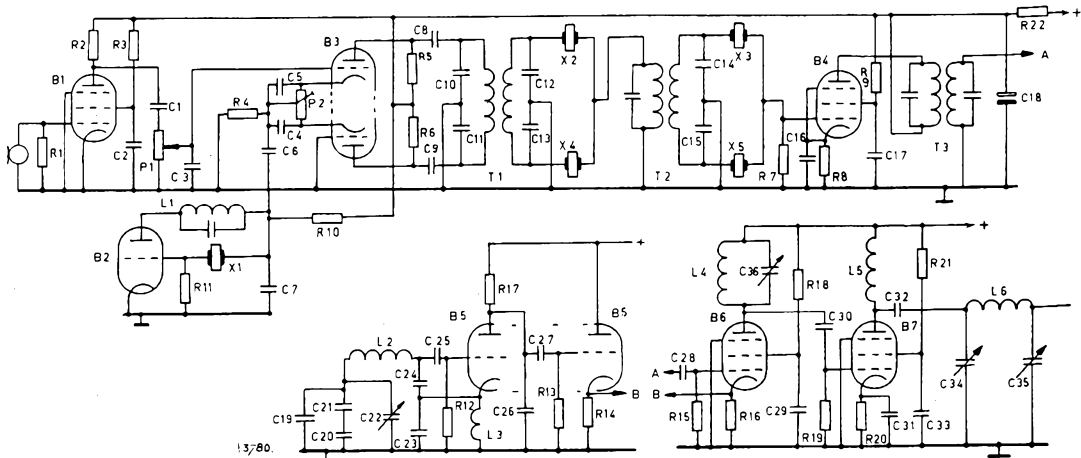 R2 R3 C8 B3 X2 X3 R22 +
B1 C1 C5 P2 R5 C10 C12 C14 B4 R9 A
R1 C2 P1 R4 C4 R6 C11 C13 C15 C16 C17 T3 C18
C3 C6 C9 X4 X5 R7 R8
T1 T2
L1
R10
B2 X1
R11 C7
+ +
R17 L4 C36 R18 L5 R21
B5 B5 C32 L6
L2 C25 C27 B6 C30 B7
A C28
C24 C34 C35
C21 C22 R12 C26 R13 R14 B B
C19 R15 R16 C29 R19 R20 C31 C33
C20 C23 L3
13/80.